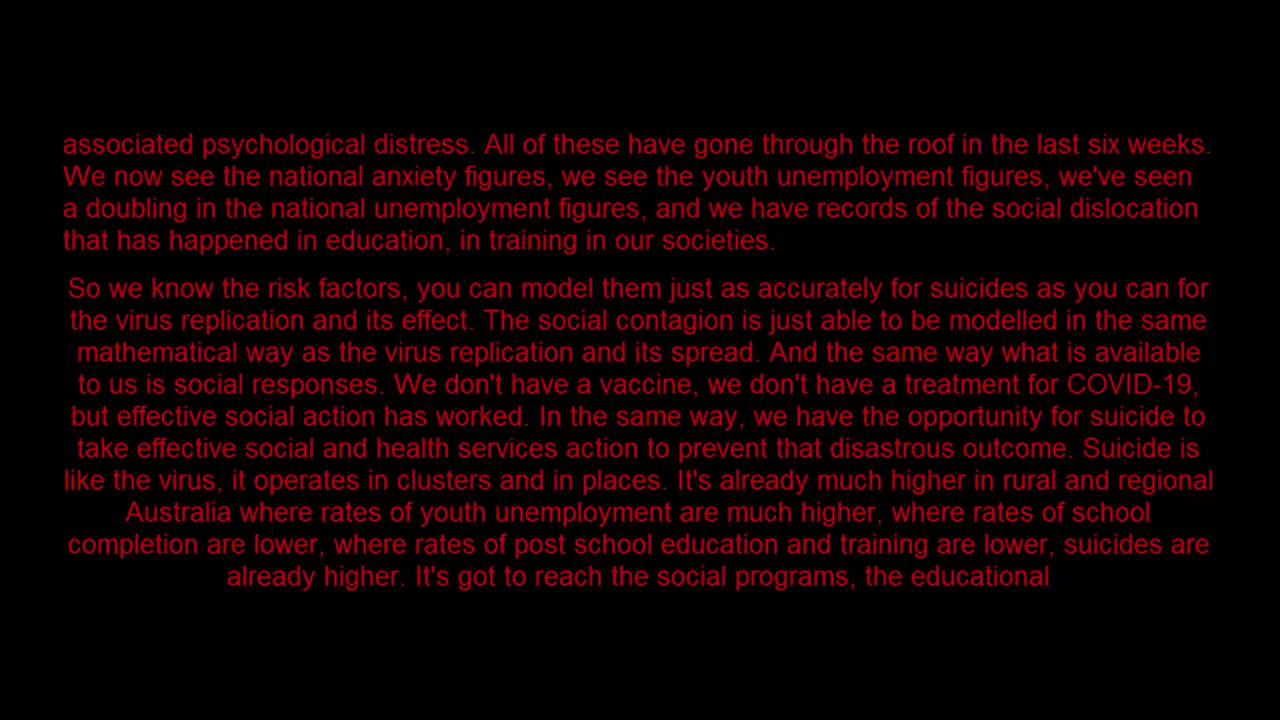 associated psychological distress. All of these have gone through the roof in the last six weeks.
We now see the national anxiety figures, we see the youth unemployment figures, we've seen
a doubling in the national unemployment figures, and we have records of the social dislocation
that has happened in education, in training in our societies.
So we know the risk factors, you can model them just as accurately for suicides as you can for
the virus replication and its effect. The social contagion is just able to be modelled in the same
mathematical way as the virus replication and its spread. And the same way what is available
to us is social responses. We don't have a vaccine, we don't have a treatment for COVID-19,
but effective social action has worked. In the same way, we have the opportunity for suicide to
take effective social and health services action to prevent that disastrous outcome. Suicide is
like the virus, it operates in clusters and in places. It's already much higher in rural and regional
Australia where rates of youth unemployment are much higher, where rates of school
completion are lower, where rates of post school education and training are lower, suicides are
already higher. It's got to reach the social programs, the educational